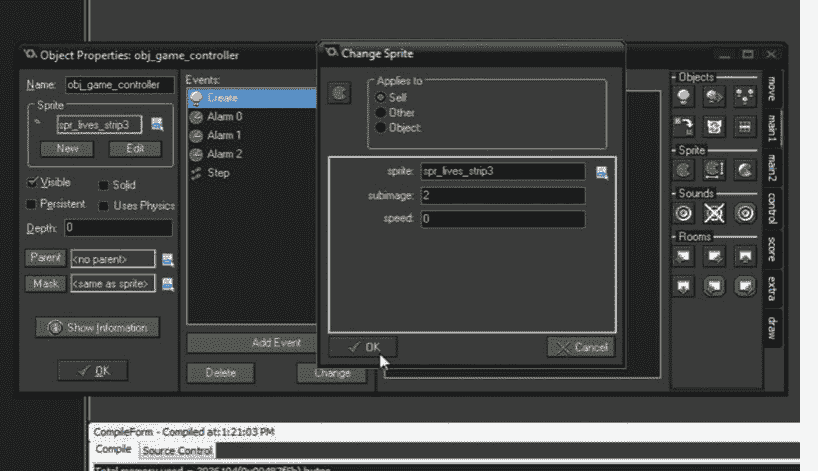 Object Properties: obj_game_controller
Name: obj_game_controller
Sprite
spr_lives_strip3
New Edit
Visible Solid
Persistent Uses Physics
Depth: 0
Parent <no parent>
Mask <same as sprite>
Show Information
OK
Events:
Create
Alarm 0
Alarm 1
Alarm 2
Step
Add Event
Delete Change
Change Sprite
Applies to
Self
Other
Object:
sprite: spr_lives_strip3
subimage: 2
speed: 0
OK Cancel
Objects
Sprite
Sounds
Rooms
move
main1
main2
control
score
extra
draw
CompileForm - Compiled at:1:21:03 PM
Compile Source Control